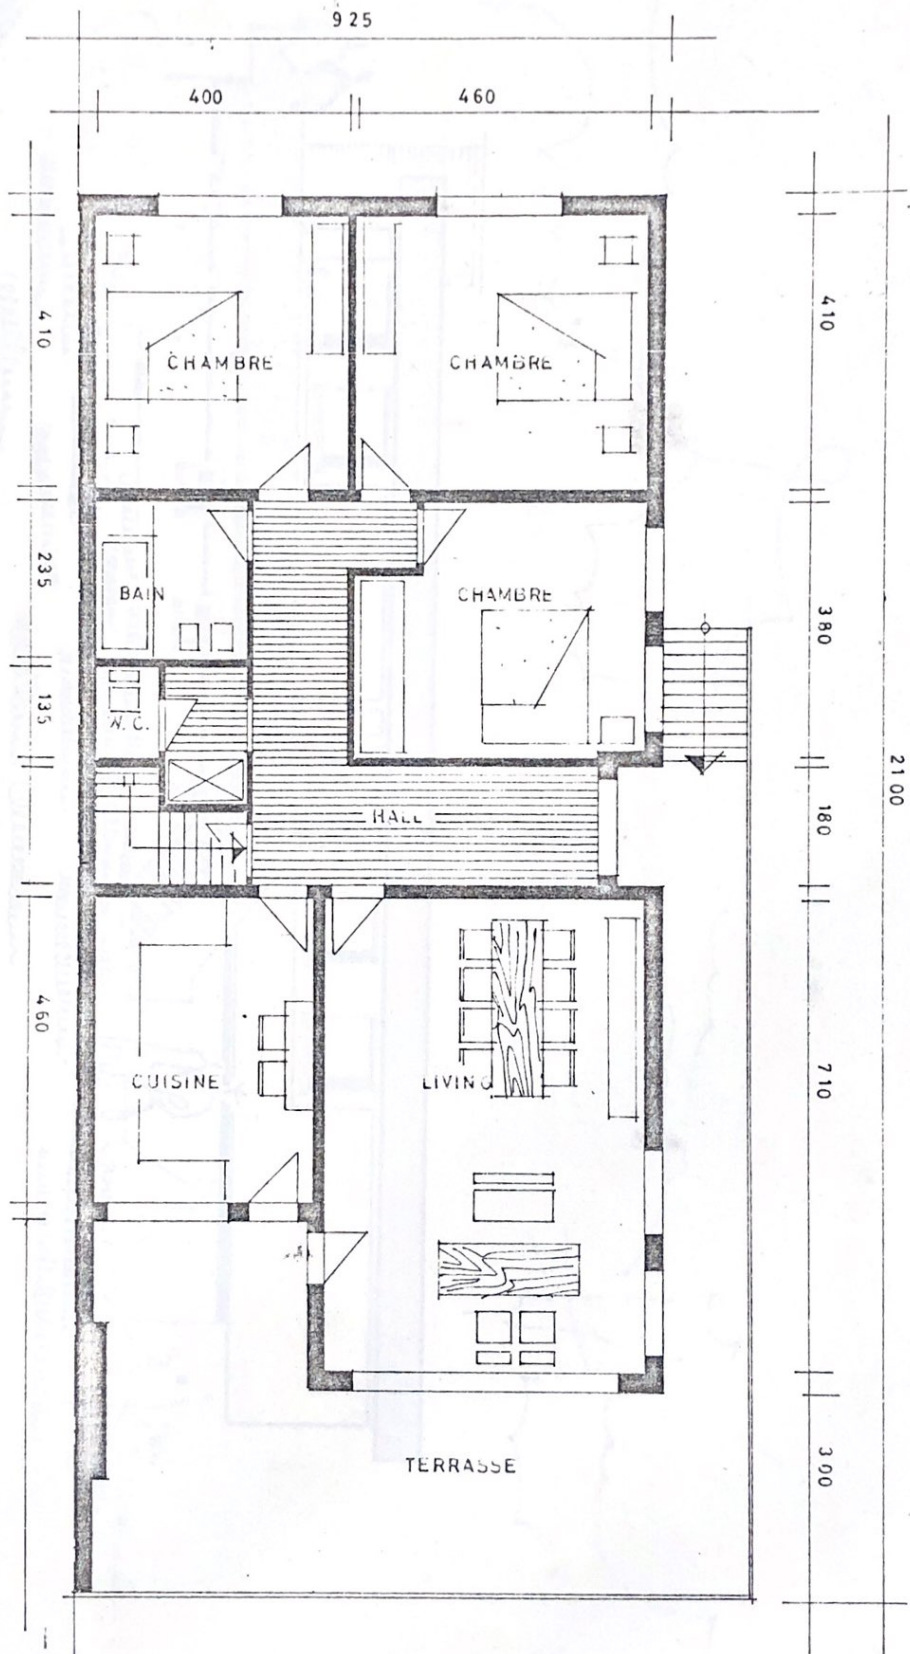 925
400
460
410
CHAMBRE
CHAMBRE
410
235
BAIN
CHAMBRE
380
135
W.C.
HALL
180
2100
460
CUISINE
LIVING
710
TERRASSE
300